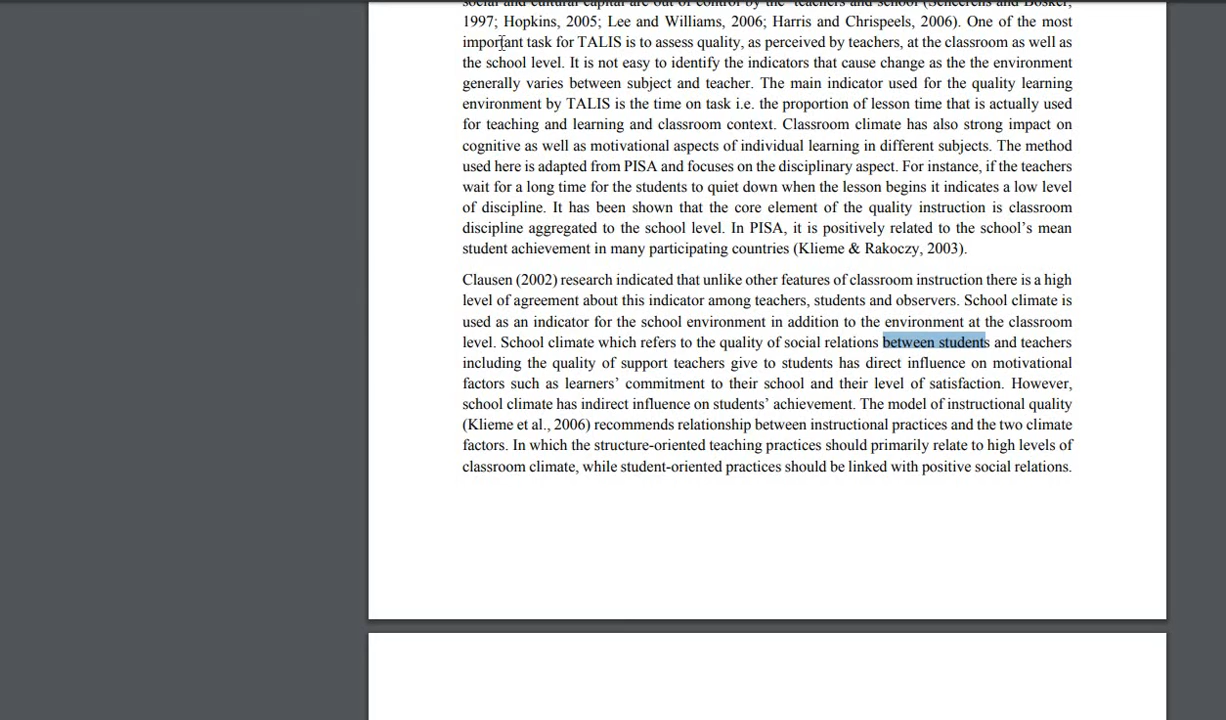 social and cultural capital are out of control by the teachers and school (Scheerens and Bosker,
1997; Hopkins, 2005; Lee and Williams, 2006; Harris and Chrispeels, 2006). One of the most
important task for TALIS is to assess quality, as perceived by teachers, at the classroom as well as
the school level. It is not easy to identify the indicators that cause change as the the environment
generally varies between subject and teacher. The main indicator used for the quality learning
environment by TALIS is the time on task i.e. the proportion of lesson time that is actually used
for teaching and learning and classroom context. Classroom climate has also strong impact on
cognitive as well as motivational aspects of individual learning in different subjects. The method
used here is adapted from PISA and focuses on the disciplinary aspect. For instance, if the teachers
wait for a long time for the students to quiet down when the lesson begins it indicates a low level
of discipline. It has been shown that the core element of the quality instruction is classroom
discipline aggregated to the school level. In PISA, it is positively related to the school’s mean
student achievement in many participating countries (Klieme & Rakoczy, 2003).
Clausen (2002) research indicated that unlike other features of classroom instruction there is a high
level of agreement about this indicator among teachers, students and observers. School climate is
used as an indicator for the school environment in addition to the environment at the classroom
level. School climate which refers to the quality of social relations between students and teachers
including the quality of support teachers give to students has direct influence on motivational
factors such as learners’ commitment to their school and their level of satisfaction. However,
school climate has indirect influence on students’ achievement. The model of instructional quality
(Klieme et al., 2006) recommends relationship between instructional practices and the two climate
factors. In which the structure-oriented teaching practices should primarily relate to high levels of
classroom climate, while student-oriented practices should be linked with positive social relations.